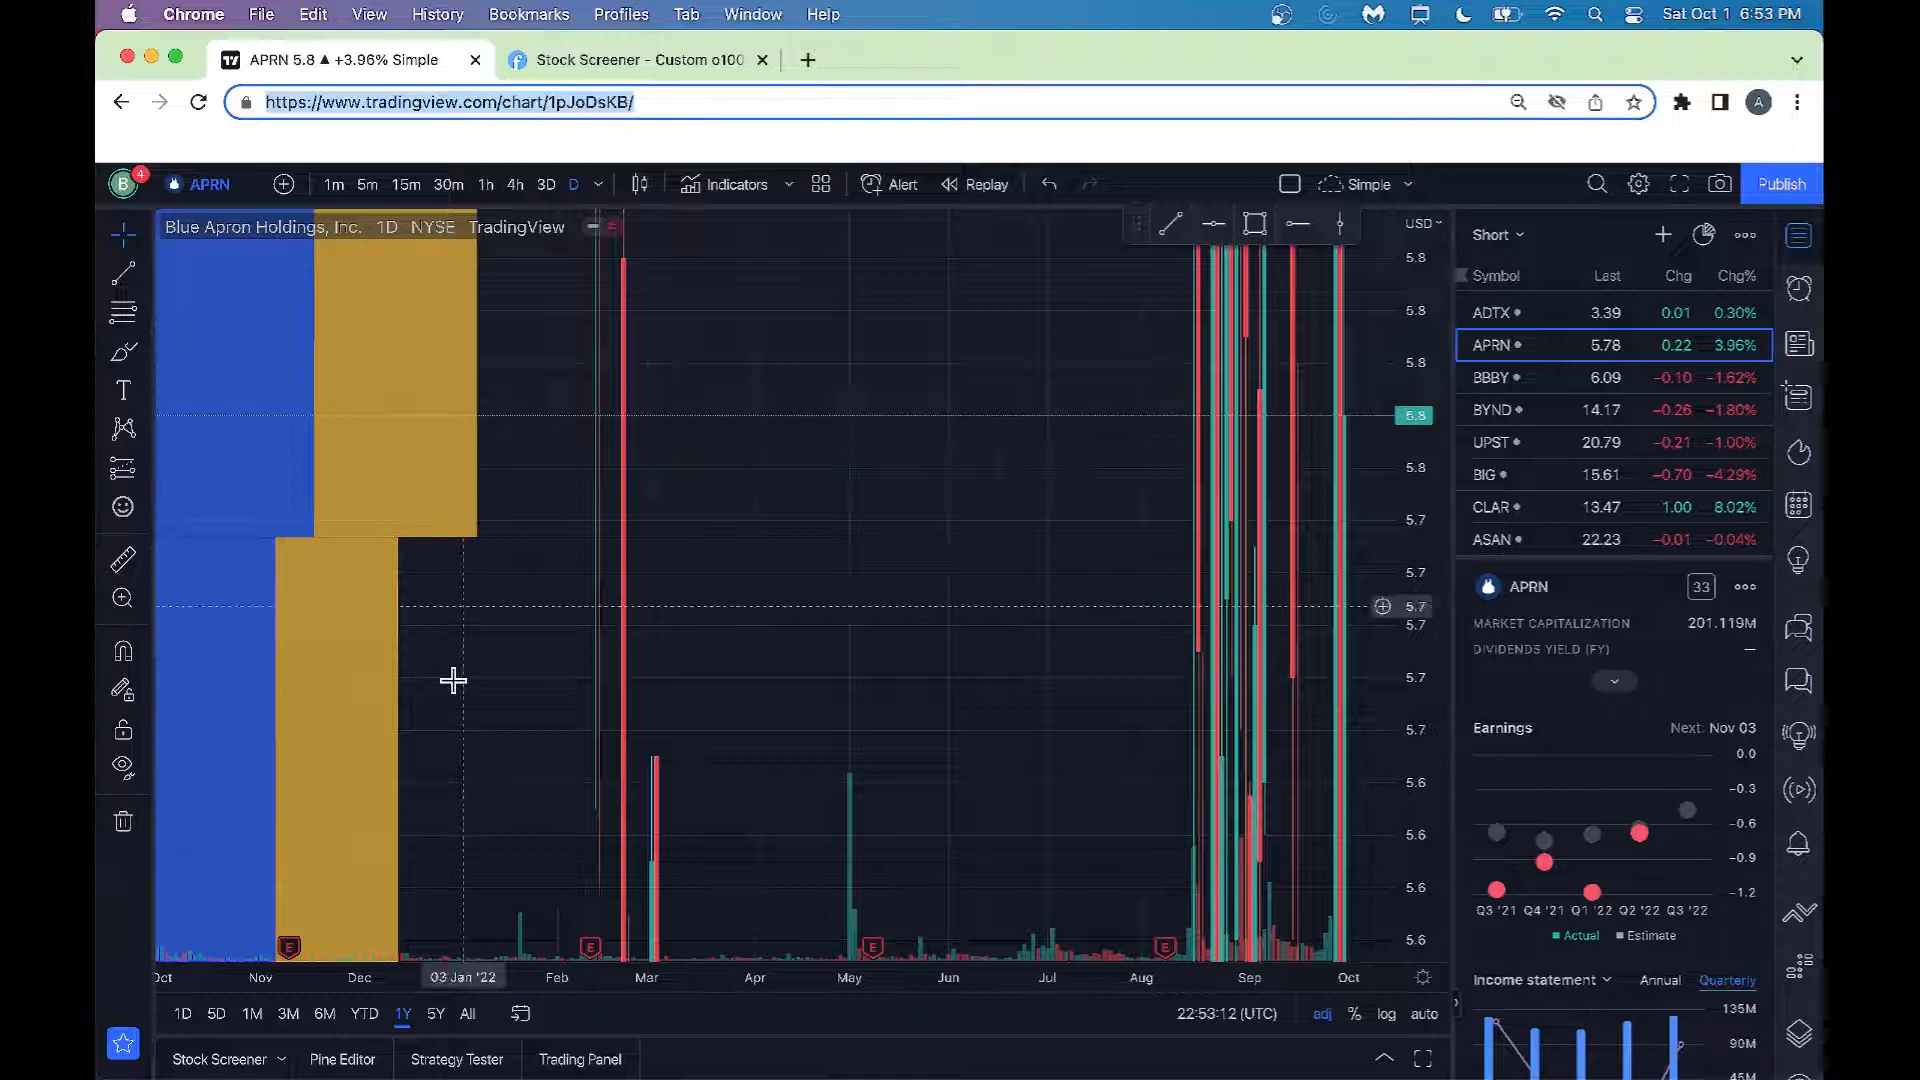 Chrome File Edit View History Bookmarks Profiles Tab Window Help Sat Oct 1 6:53 PM
APRN 5.8 ▲ +3.96% Simple Stock Screener - Custom o100
https://www.tradingview.com/chart/1pJoDsKB/ A
B 4 APRN 1m 5m 15m 30m 1h 4h 3D D Indicators Alert Replay Simple Publish
Blue Apron Holdings, Inc. 1D NYSE TradingView USD
5.8
5.8
5.8
5.8
5.8
5.7
5.7
5.7
5.7
5.7
5.7
5.6
5.6
5.6
5.6
E E E E
Oct Nov Dec 03 Jan '22 Feb Mar Apr May Jun Jul Aug Sep Oct
1D 5D 1M 3M 6M YTD 1Y 5Y All 22:53:12 (UTC) adj % log auto
Stock Screener Pine Editor Strategy Tester Trading Panel
Short
Symbol Last Chg Chg%
ADTX 3.39 0.01 0.30%
APRN 5.78 0.22 3.96%
BBBY 6.09 −0.10 −1.62%
BYND 14.17 −0.26 −1.80%
UPST 20.79 −0.21 −1.00%
BIG 15.61 −0.70 −4.29%
CLAR 13.47 1.00 8.02%
ASAN 22.23 −0.01 −0.04%
APRN 33
MARKET CAPITALIZATION 201.119M
DIVIDENDS YIELD (FY) —
Earnings Next: Nov 03
0.0
−0.3
−0.6
−0.9
−1.2
Q3 '21 Q4 '21 Q1 '22 Q2 '22 Q3 '22
Actual Estimate
Income statement Annual Quarterly
135M
90M
45M